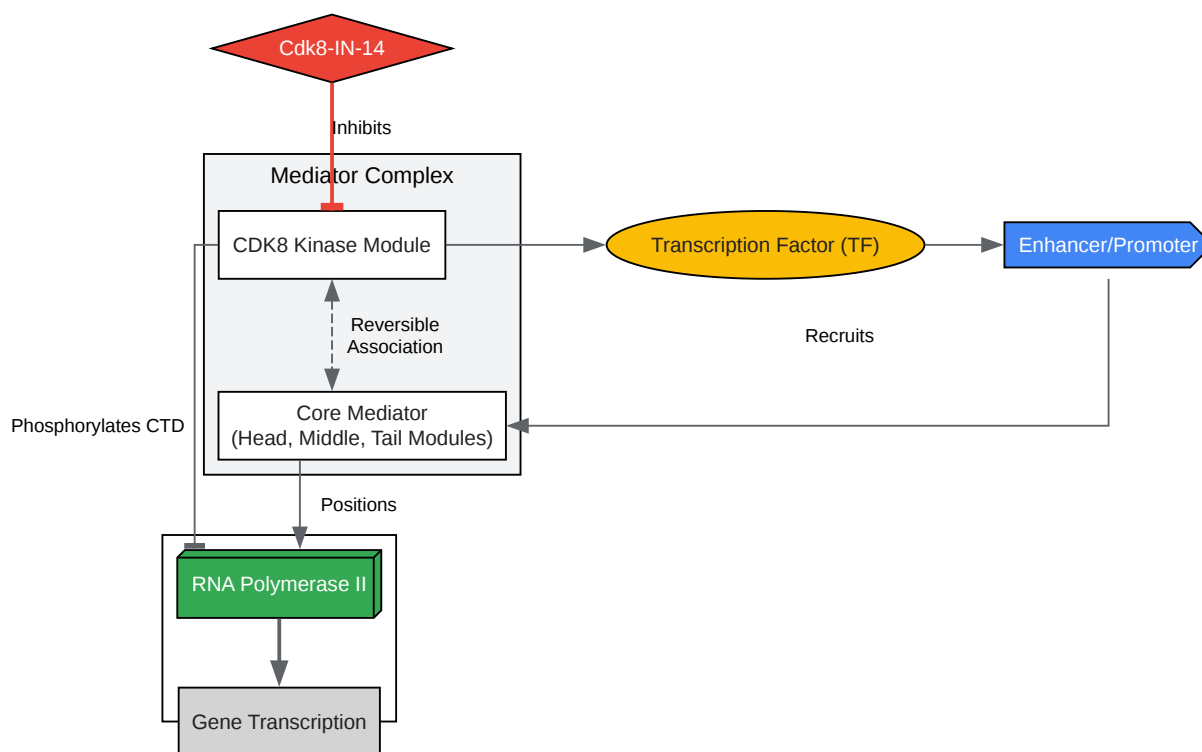 Cdk8-IN-14
Inhibits
Mediator Complex
CDK8 Kinase Module
Transcription Factor (TF)
Enhancer/Promoter
Reversible
Association
Recruits
Core Mediator
(Head, Middle, Tail Modules)
Phosphorylates CTD
Positions
RNA Polymerase II
Gene Transcription